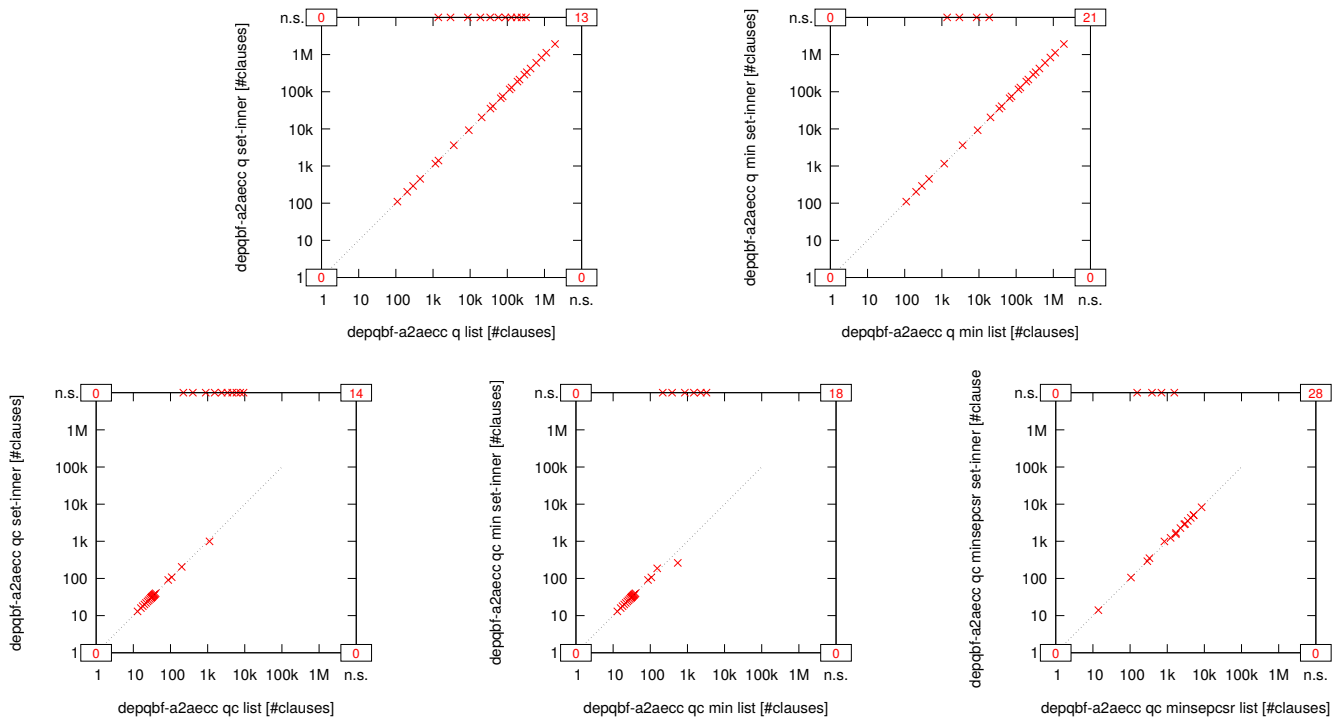 n.s.
0
13
1M
100k
10k
1k
100
10
1
0
0
1
10
100
1k
10k
100k
1M
n.s.
depqbf-a2aecc q set-inner [#clauses]
depqbf-a2aecc q list [#clauses]
n.s.
0
21
1M
100k
10k
1k
100
10
1
0
0
1
10
100
1k
10k
100k
1M
n.s.
depqbf-a2aecc q min set-inner [#clauses]
depqbf-a2aecc q min list [#clauses]
n.s.
0
14
1M
100k
10k
1k
100
10
1
0
0
1
10
100
1k
10k
100k
1M
n.s.
depqbf-a2aecc qc set-inner [#clauses]
depqbf-a2aecc qc list [#clauses]
n.s.
0
18
1M
100k
10k
1k
100
10
1
0
0
1
10
100
1k
10k
100k
1M
n.s.
depqbf-a2aecc qc min set-inner [#clauses]
depqbf-a2aecc qc min list [#clauses]
n.s.
0
28
1M
100k
10k
1k
100
10
1
0
0
1
10
100
1k
10k
100k
1M
n.s.
depqbf-a2aecc qc minsepcsr set-inner [#clause
depqbf-a2aecc qc minsepcsr list [#clauses]